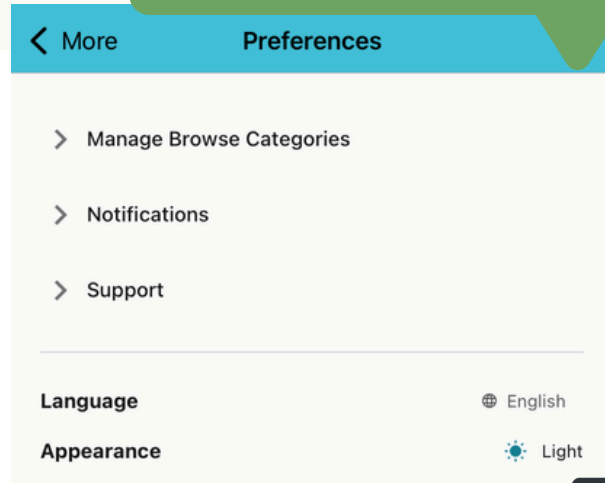 More
Preferences
Manage Browse Categories
Notifications
Support
Language
English
Appearance
Light